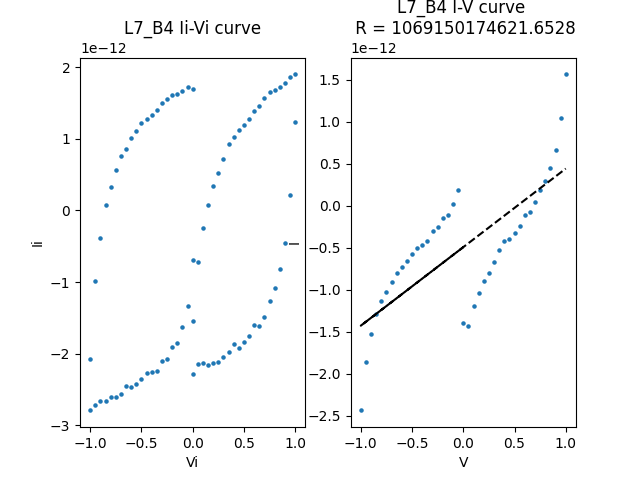 L7_B4 Ii-Vi curve
L7_B4 I-V curve
R = 1069150174621.6528
1e−12
1e−12
2
1
0
−1
−2
−3
Ii
−1.0 −0.5 0.0 0.5 1.0
Vi
1.5
1.0
0.5
0.0
−0.5
−1.0
−1.5
−2.0
−2.5
I
−1.0 −0.5 0.0 0.5 1.0
V